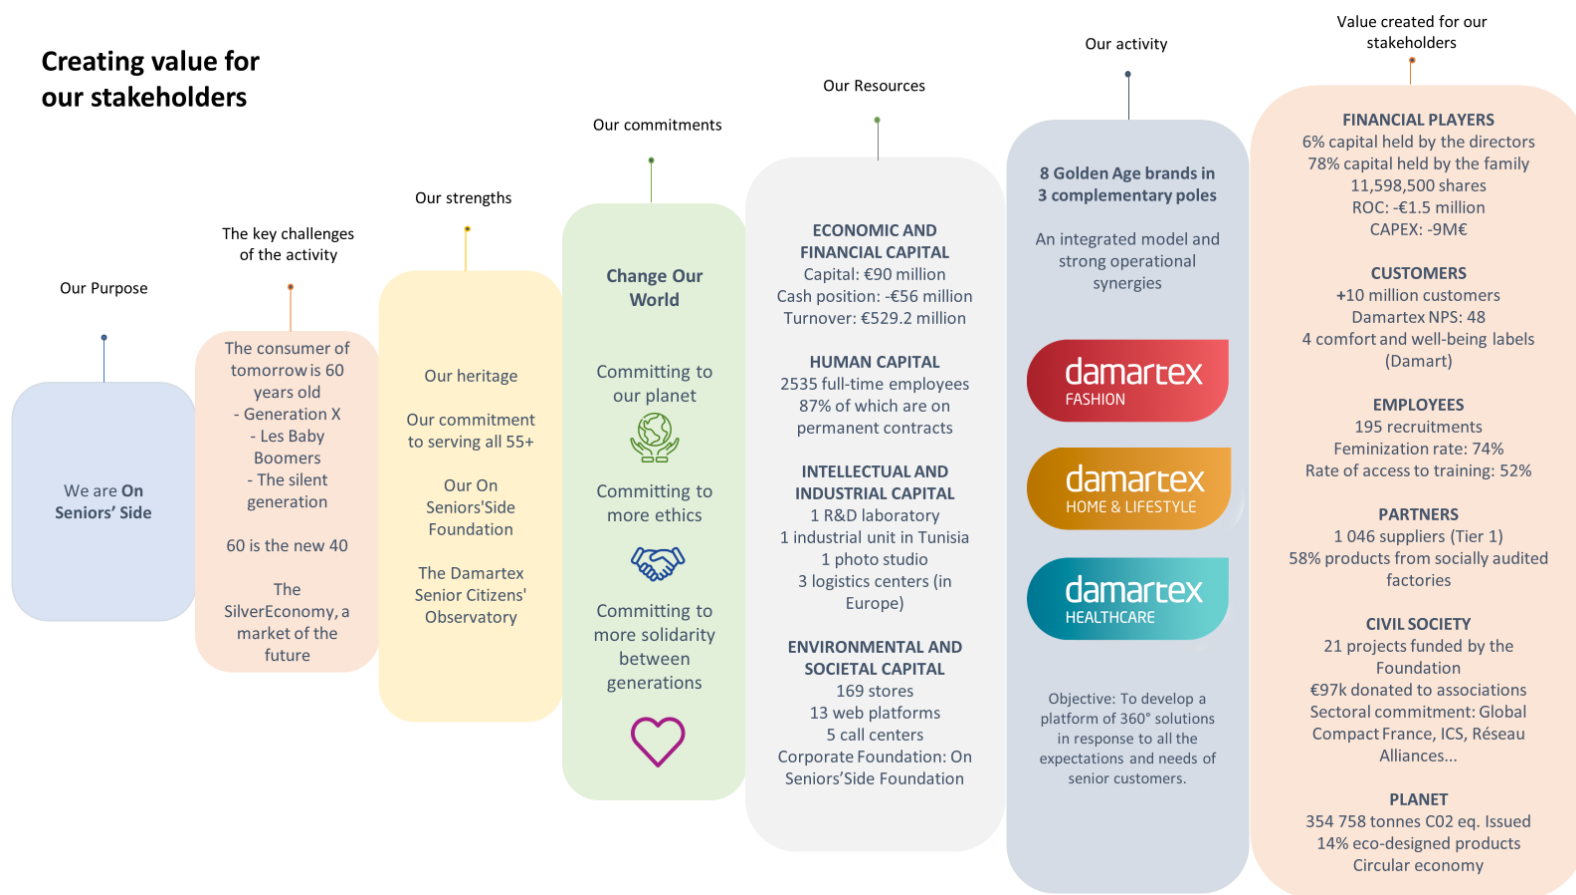 Creating value for
our stakeholders
Our Purpose
We are On
Seniors’ Side
The key challenges
of the activity
The consumer of
tomorrow is 60
years old
- Generation X
- Les Baby
Boomers
- The silent
generation
60 is the new 40
The
SilverEconomy, a
market of the
future
Our strengths
Our heritage
Our commitment
to serving all 55+
Our On
Seniors'Side
Foundation
The Damartex
Senior Citizens'
Observatory
Our commitments
Change Our
World
Committing to
our planet
Committing to
more ethics
Committing to
more solidarity
between
generations
Our Resources
ECONOMIC AND
FINANCIAL CAPITAL
Capital: €90 million
Cash position: -€56 million
Turnover: €529.2 million
HUMAN CAPITAL
2535 full-time employees
87% of which are on
permanent contracts
INTELLECTUAL AND
INDUSTRIAL CAPITAL
1 R&D laboratory
1 industrial unit in Tunisia
1 photo studio
3 logistics centers (in
Europe)
ENVIRONMENTAL AND
SOCIETAL CAPITAL
169 stores
13 web platforms
5 call centers
Corporate Foundation: On
Seniors’Side Foundation
Our activity
8 Golden Age brands in
3 complementary poles
An integrated model and
strong operational
synergies
damartex
FASHION
damartex
HOME & LIFESTYLE
damartex
HEALTHCARE
Objective: To develop a
platform of 360° solutions
in response to all the
expectations and needs of
senior customers.
Value created for our
stakeholders
FINANCIAL PLAYERS
6% capital held by the directors
78% capital held by the family
11,598,500 shares
ROC: -€1.5 million
CAPEX: -9M€
CUSTOMERS
+10 million customers
Damartex NPS: 48
4 comfort and well-being labels
(Damart)
EMPLOYEES
195 recruitments
Feminization rate: 74%
Rate of access to training: 52%
PARTNERS
1 046 suppliers (Tier 1)
58% products from socially audited
factories
CIVIL SOCIETY
21 projects funded by the
Foundation
€97k donated to associations
Sectoral commitment: Global
Compact France, ICS, Réseau
Alliances...
PLANET
354 758 tonnes C02 eq. Issued
14% eco-designed products
Circular economy